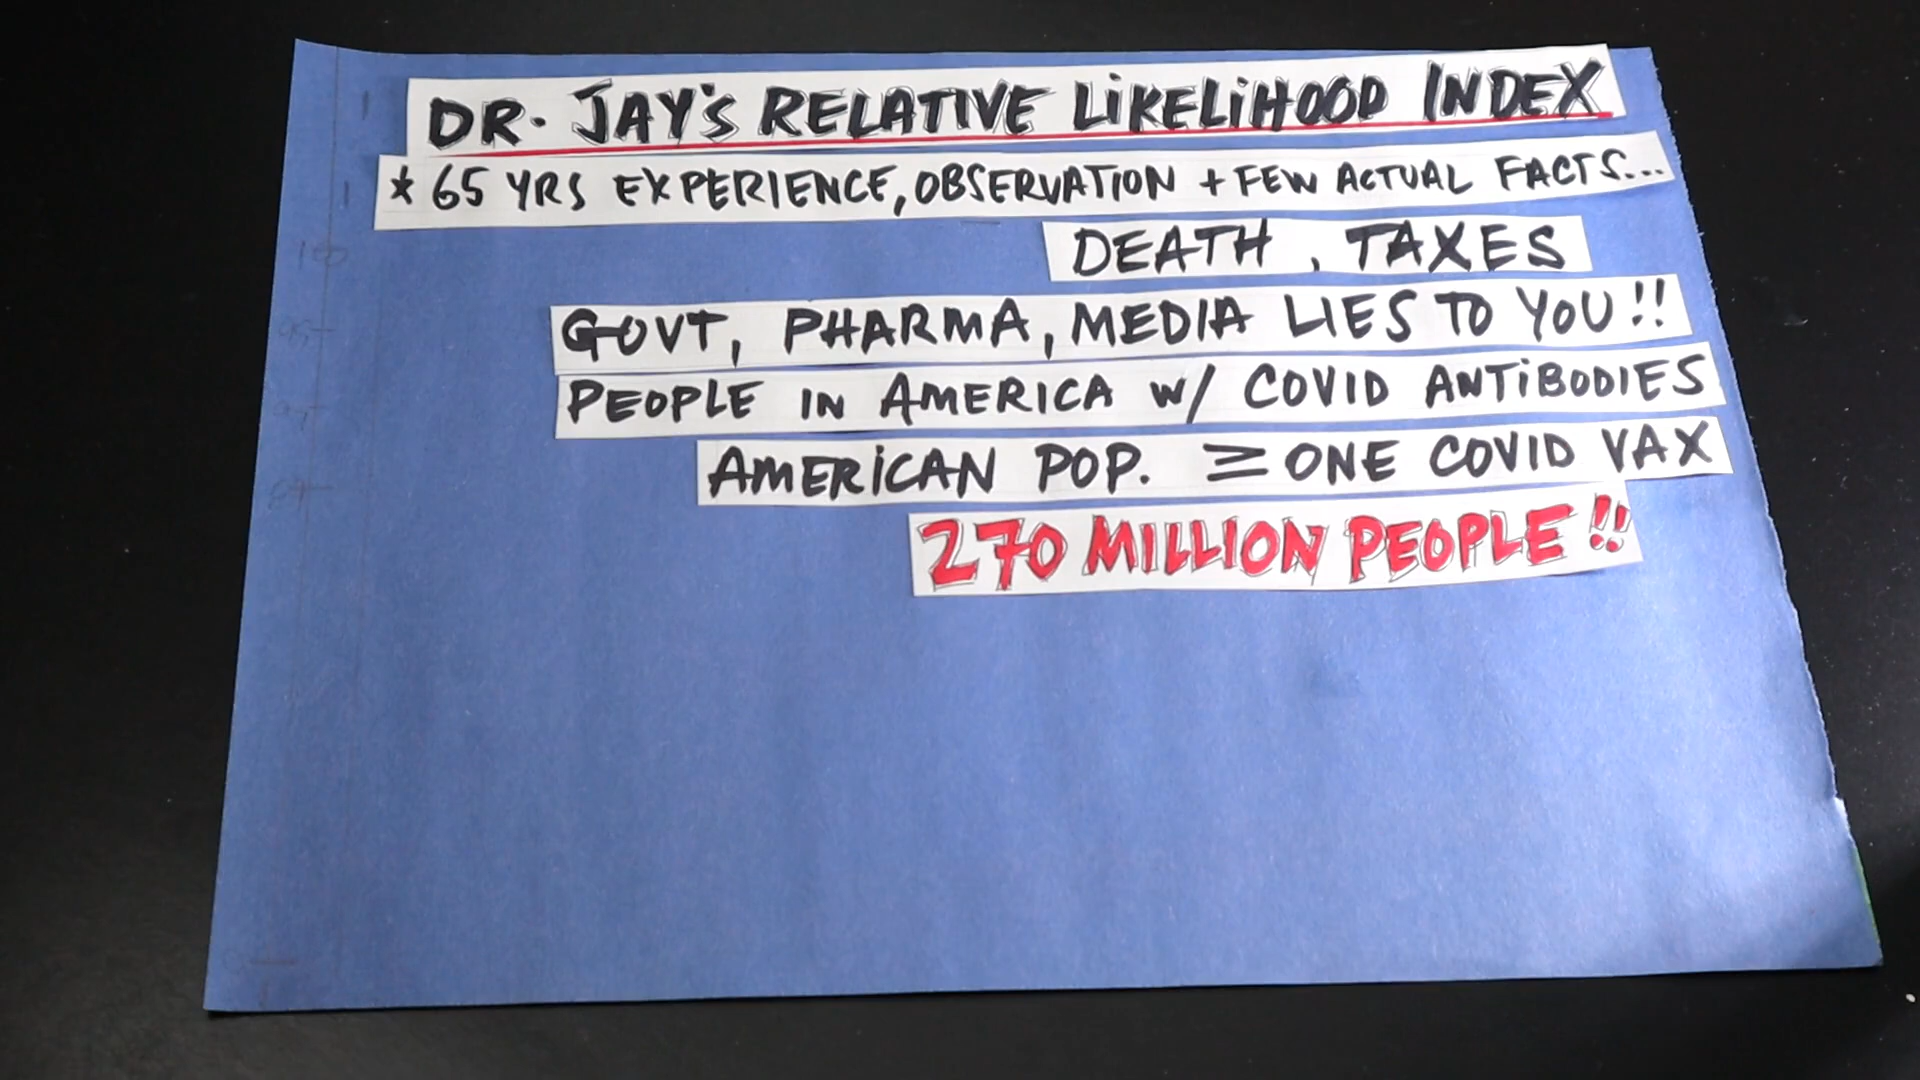 DR. JAY'S RELATIVE LiKELiHOOD INDEX
* 65 YRS EXPERIENCE, OBSERVATION + FEW ACTUAL FACTS...
DEATH, TAXES
GOVT, PHARMA, MEDIA LIES TO YOU!!
PEOPLE IN AMERICA W/ COVID ANTiBODIES
AMERiCAN POP. ≥ ONE COVID VAX
270 MILLION PEOPLE!!